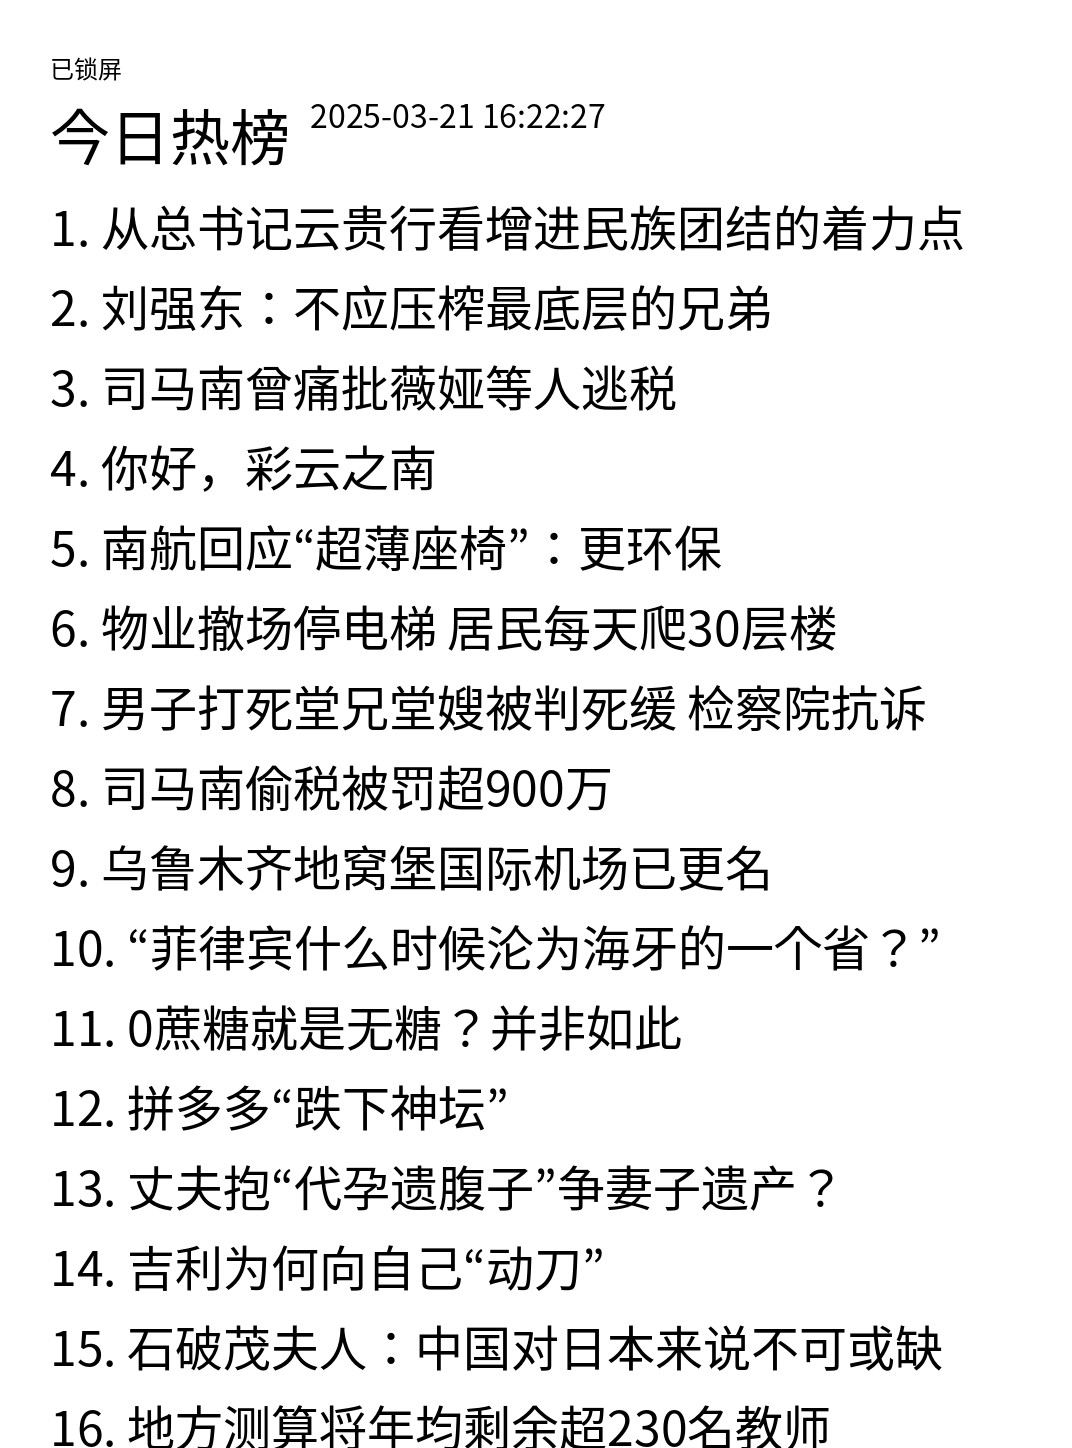 已锁屏
今日热榜 2025-03-21 16:22:27
1. 从总书记云贵行看增进民族团结的着力点
2. 刘强东：不应压榨最底层的兄弟
3. 司马南曾痛批薇娅等人逃税
4. 你好，彩云之南
5. 南航回应“超薄座椅”：更环保
6. 物业撤场停电梯 居民每天爬30层楼
7. 男子打死堂兄堂嫂被判死缓 检察院抗诉
8. 司马南偷税被罚超900万
9. 乌鲁木齐地窝堡国际机场已更名
10. “菲律宾什么时候沦为海牙的一个省？”
11. 0蔗糖就是无糖？并非如此
12. 拼多多“跌下神坛”
13. 丈夫抱“代孕遗腹子”争妻子遗产？
14. 吉利为何向自己“动刀”
15. 石破茂夫人：中国对日本来说不可或缺
16. 地方测算将年均剩余超230名教师